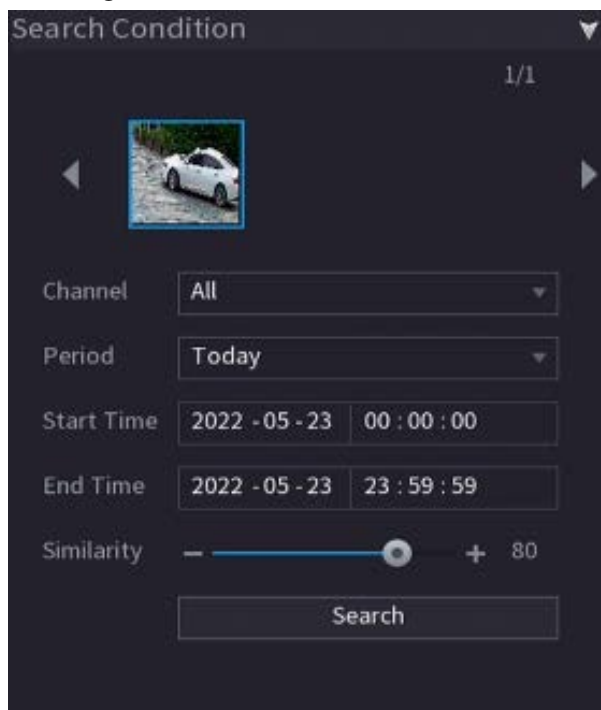 Search Condition
1/1
Channel All
Period Today
Start Time 2022 - 05 - 23 00 : 00 : 00
End Time 2022 - 05 - 23 23 : 59 : 59
Similarity − + 80
Search